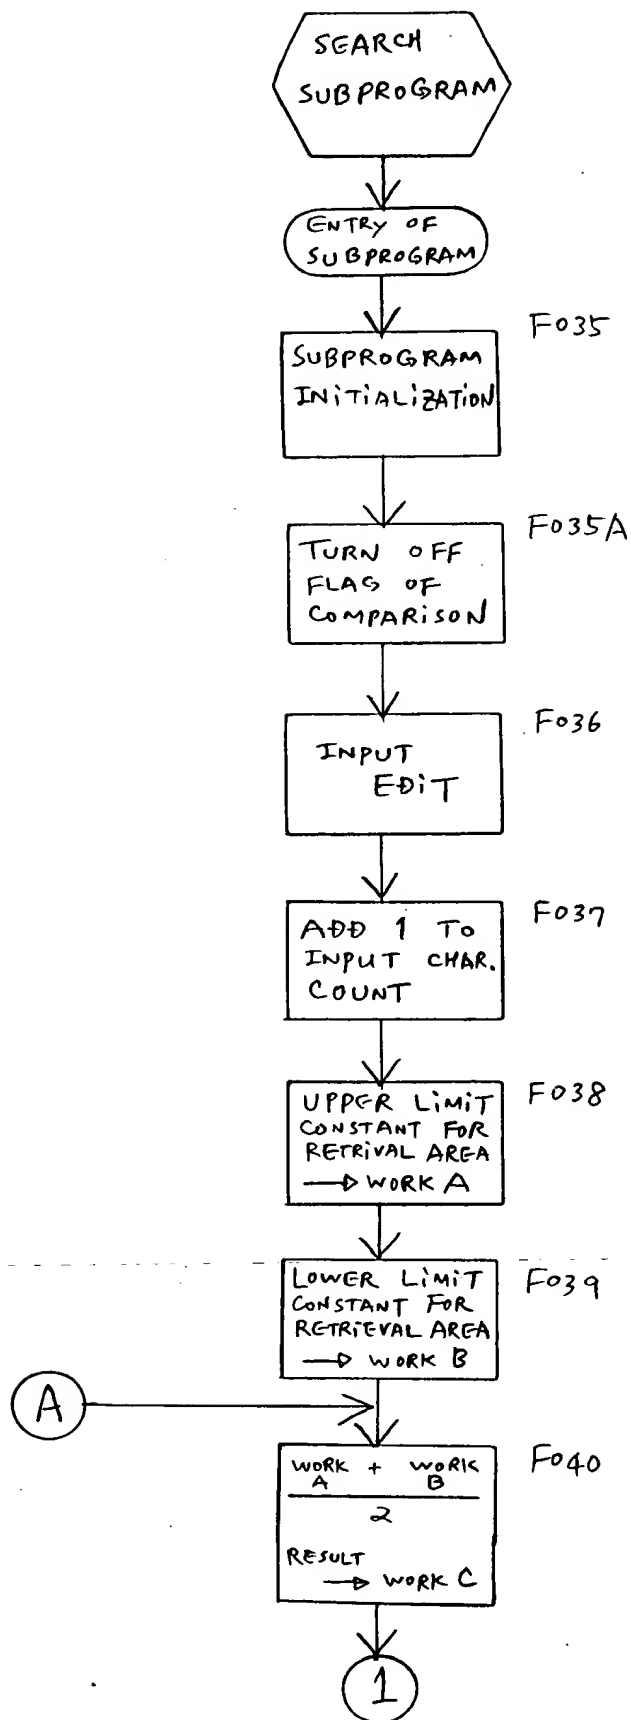 SEARCH
SUBPROGRAM
ENTRY OF
SUBPROGRAM
F035
SUBPROGRAM
INITIALIZATION
F035A
TURN OFF
FLAG OF
COMPARISON
F036
INPUT
EDIT
F037
ADD 1 TO
INPUT CHAR.
COUNT
F038
UPPER LIMIT
CONSTANT FOR
RETRIVAL AREA
→ WORK A
F039
LOWER LIMIT
CONSTANT FOR
RETRIEVAL AREA
→ WORK B
A
F040
WORK + WORK
A B
2
RESULT
→ WORK C
1